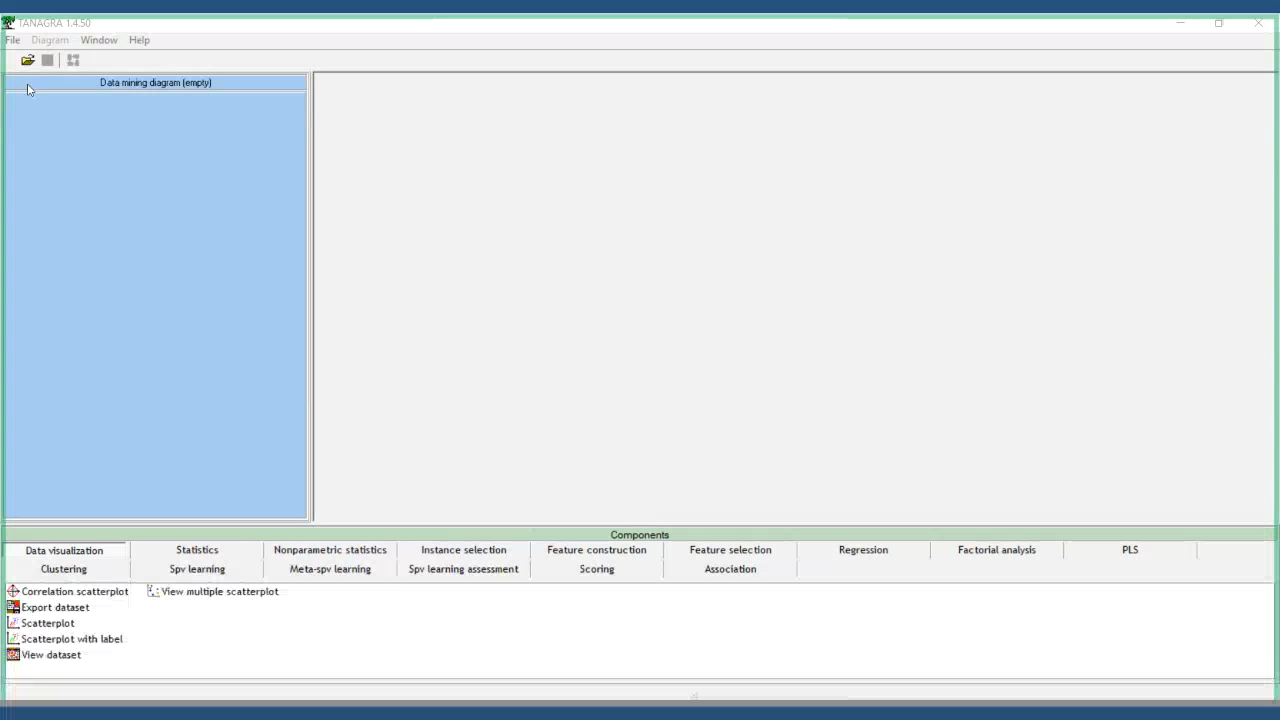 TANAGRA 1.4.50
File Diagram Window Help
Data mining diagram (empty)
Components
Data visualization Statistics Nonparametric statistics Instance selection Feature construction Feature selection Regression Factorial analysis PLS
Clustering Spv learning Meta-spv learning Spv learning assessment Scoring Association
Correlation scatterplot View multiple scatterplot
Export dataset
Scatterplot
Scatterplot with label
View dataset